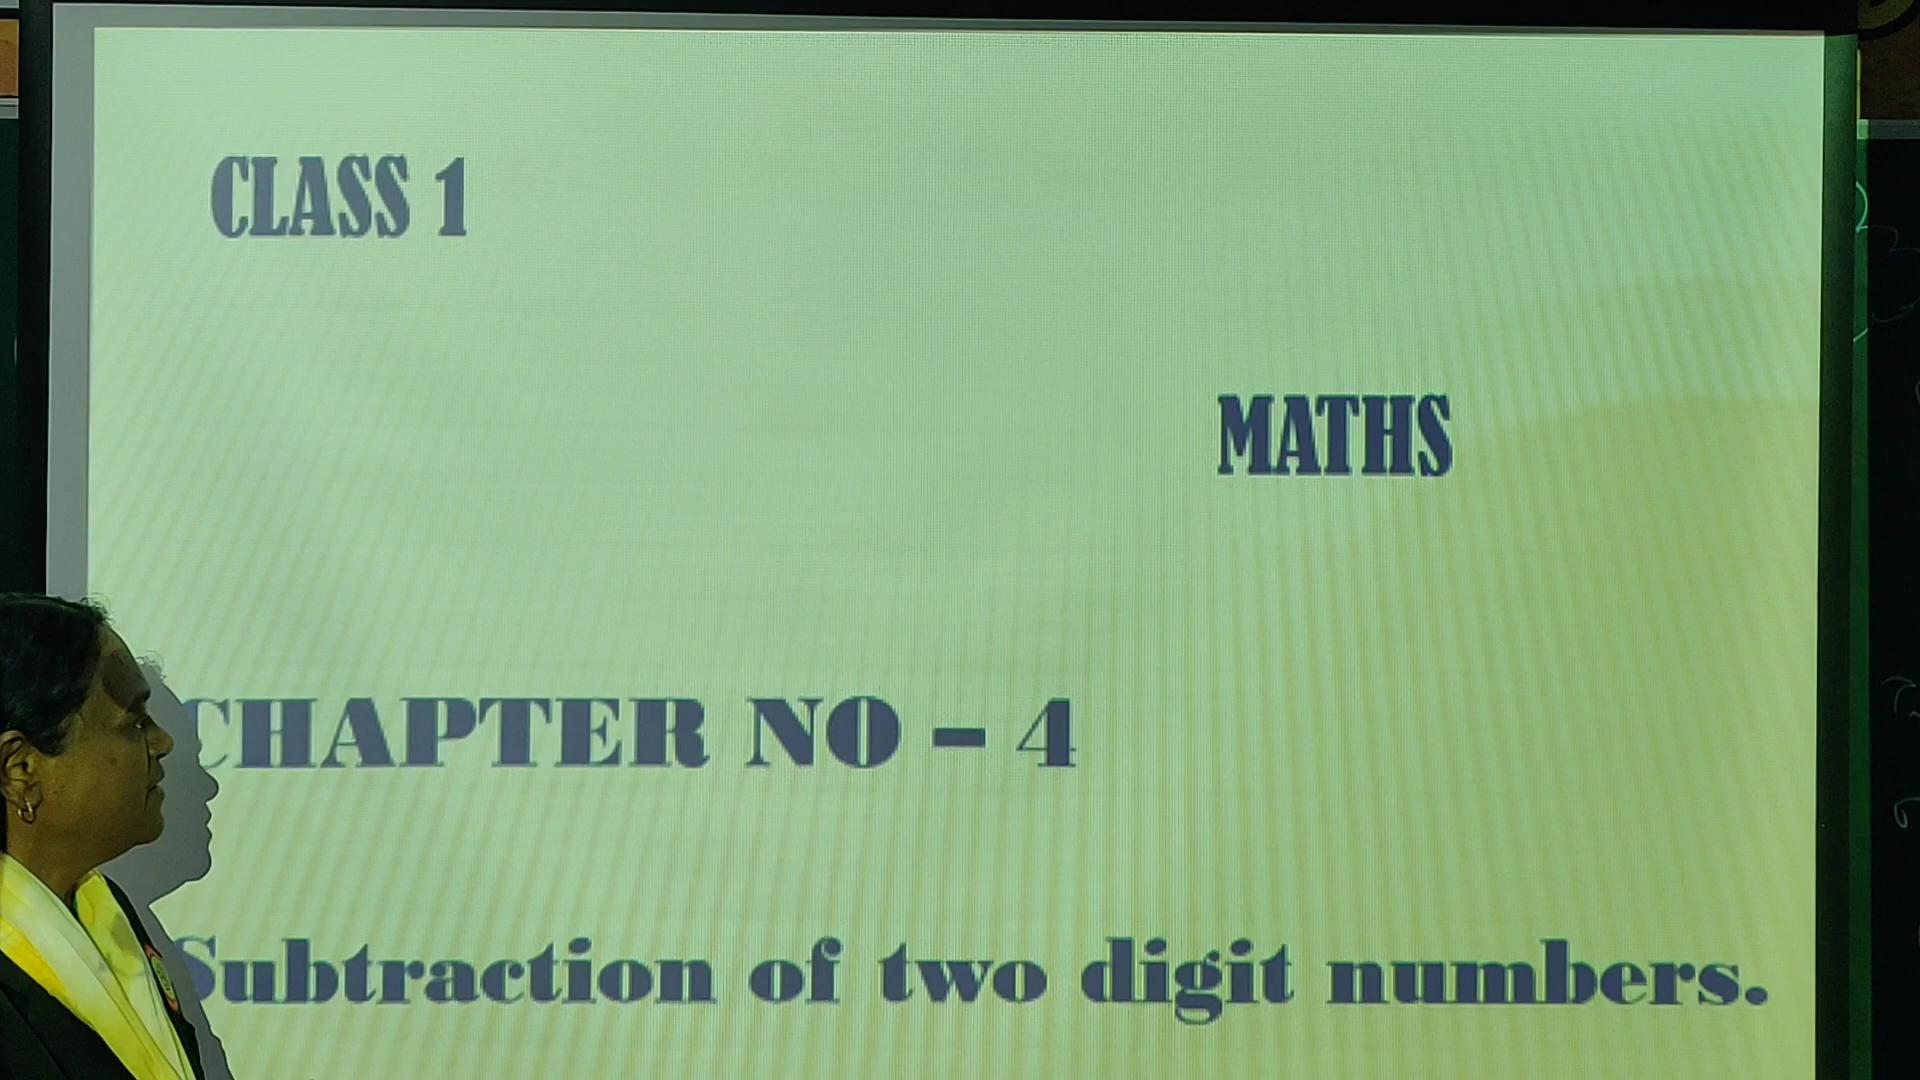 CLASS 1
MATHS
CHAPTER NO – 4
Subtraction of two digit numbers.